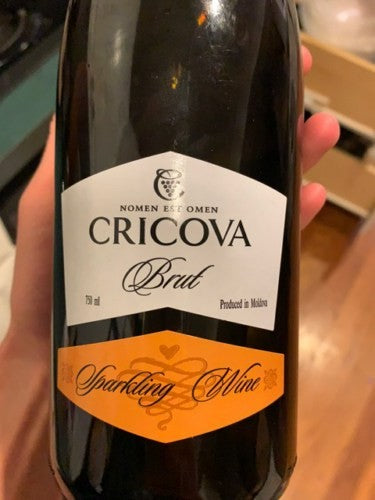 NOMEN EST OMEN
CRICOVA
Brut
750 ml Produced in Moldova
Sparkling Wine